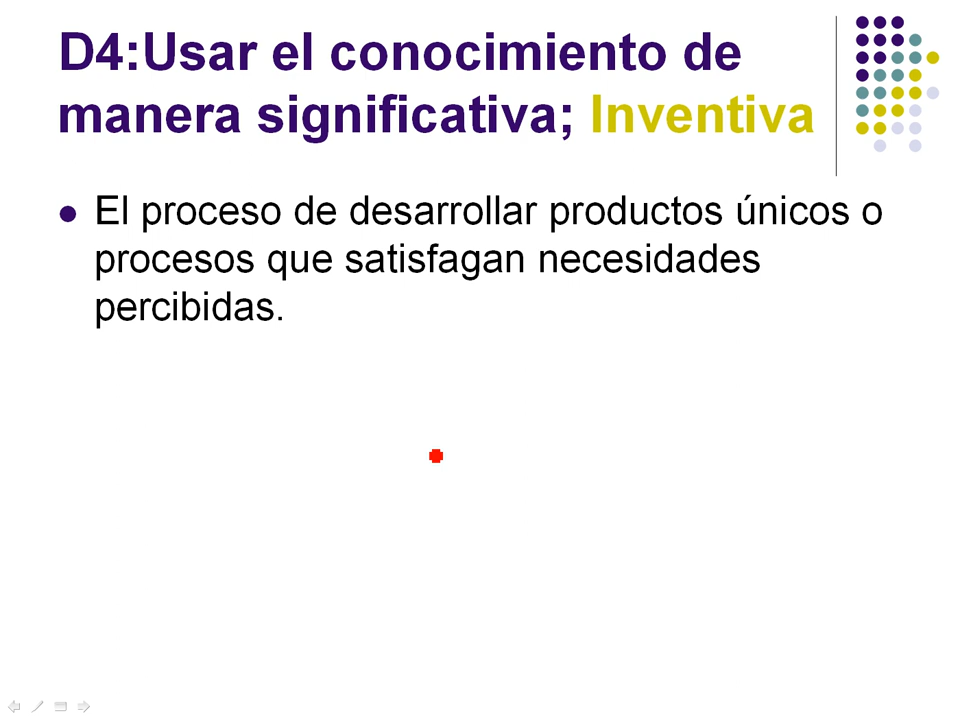 D4:Usar el conocimiento de
manera significativa; Inventiva
El proceso de desarrollar productos únicos o
procesos que satisfagan necesidades
percibidas.